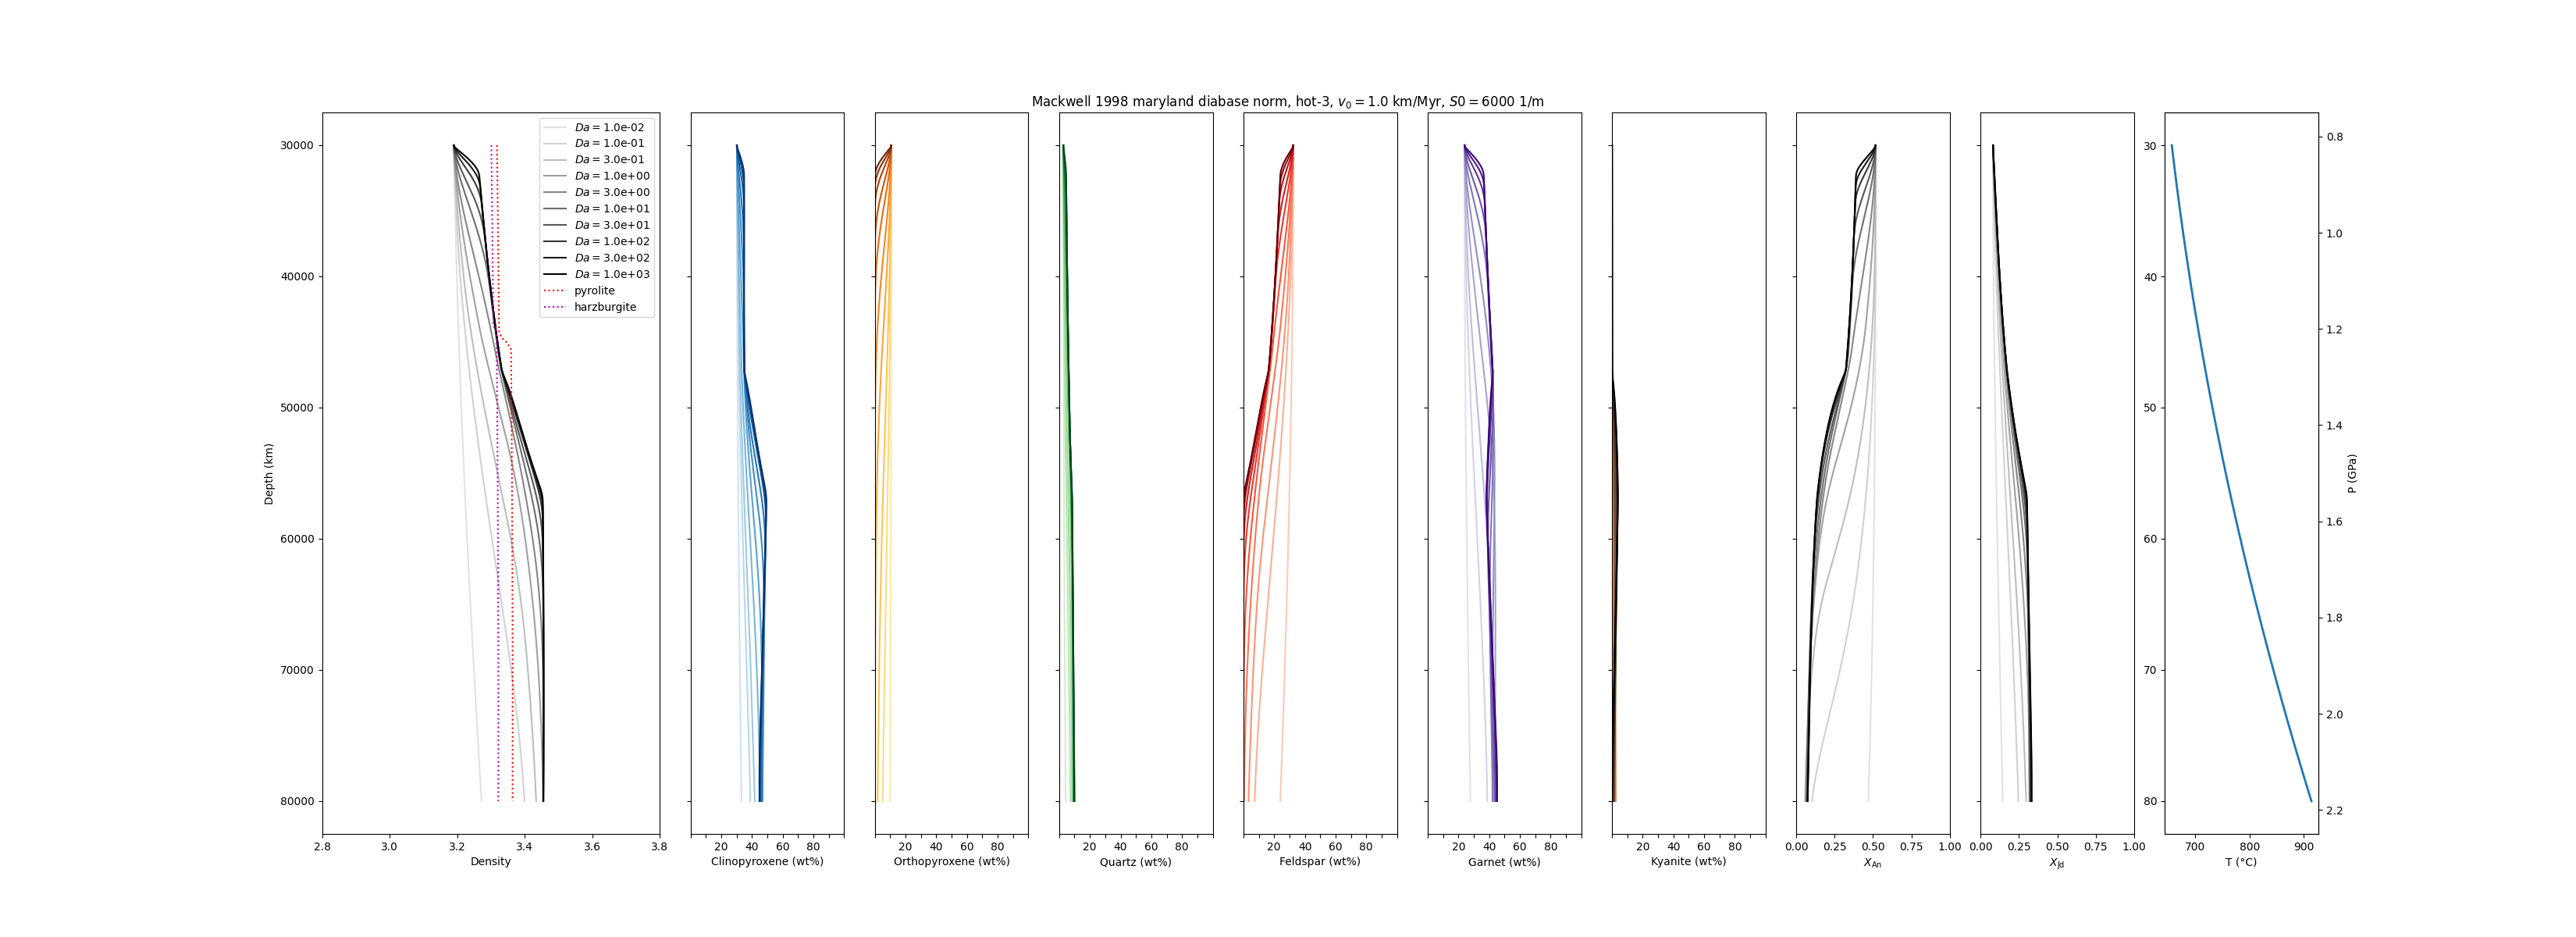 Mackwell 1998 maryland diabase norm, hot-3, v₀ = 1.0 km/Myr, S0 = 6000 1/m
Da = 1.0e-02
Da = 1.0e-01
Da = 3.0e-01
Da = 1.0e+00
Da = 3.0e+00
Da = 1.0e+01
Da = 3.0e+01
Da = 1.0e+02
Da = 3.0e+02
Da = 1.0e+03
pyrolite
harzburgite
30000
40000
50000
60000
70000
80000
Depth (km)
2.8 3.0 3.2 3.4 3.6 3.8
Density
20 40 60 80
Clinopyroxene (wt%)
20 40 60 80
Orthopyroxene (wt%)
20 40 60 80
Quartz (wt%)
20 40 60 80
Feldspar (wt%)
20 40 60 80
Garnet (wt%)
20 40 60 80
Kyanite (wt%)
0.00 0.25 0.50 0.75 1.00
X_An
0.00 0.25 0.50 0.75 1.00
X_Jd
30
40
50
60
70
80
700 800 900
T (°C)
0.8
1.0
1.2
1.4
1.6
1.8
2.0
2.2
P (GPa)